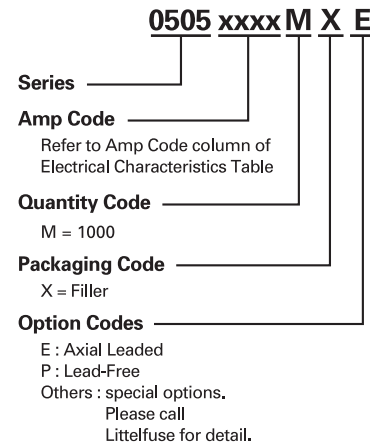 0505 xxxx M X E
Series
Amp Code
Refer to Amp Code column of
Electrical Characteristics Table
Quantity Code
M = 1000
Packaging Code
X = Filler
Option Codes
E : Axial Leaded
P : Lead-Free
Others : special options.
Please call
Littelfuse for detail.